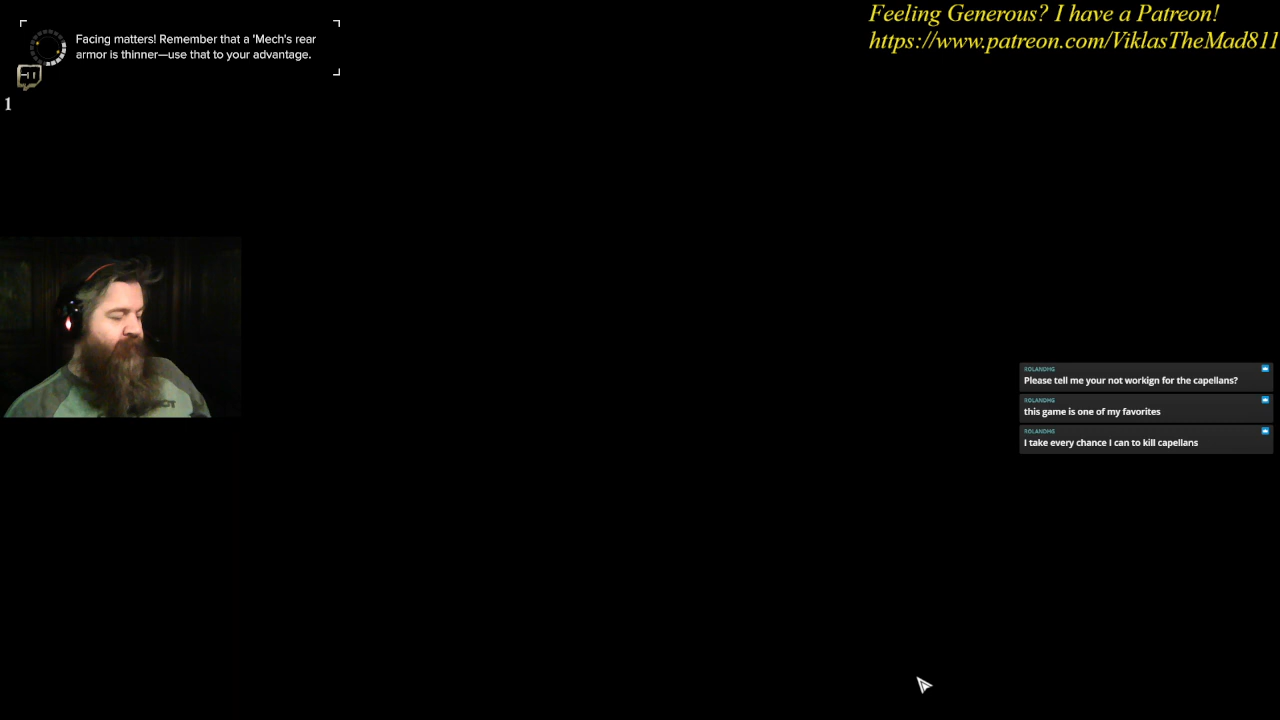 Feeling Generous? I have a Patreon!
https://www.patreon.com/ViklasTheMad811
Facing matters! Remember that a 'Mech's rear
armor is thinner—use that to your advantage.
1
ROLANDHG
Please tell me your not workign for the capellans?
ROLANDHG
this game is one of my favorites
ROLANDHG
I take every chance I can to kill capellans